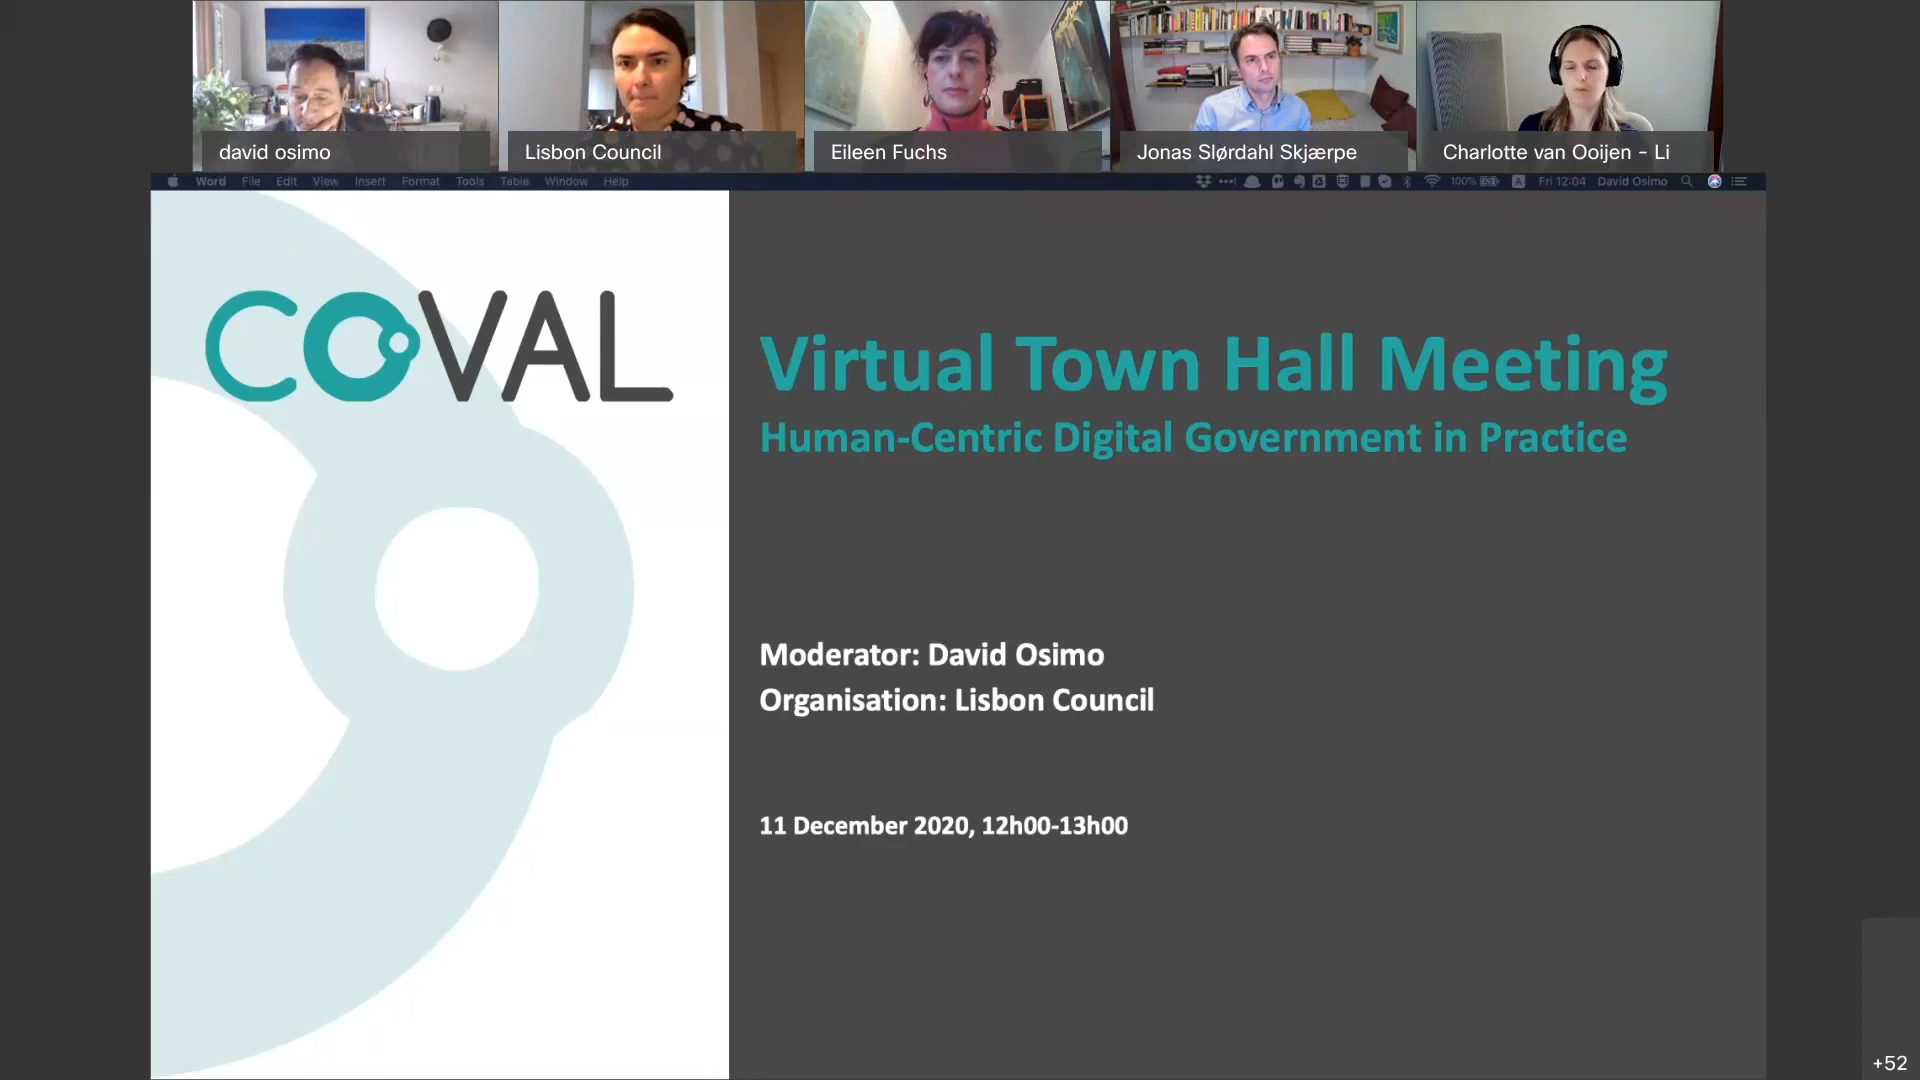 david osimo
Lisbon Council
Eileen Fuchs
Jonas Slørdahl Skjærpe
Charlotte van Ooijen - Li
Word File Edit View Insert Format Tools Table Window Help
100% A Fri 12:04 David Osimo
COVAL
Virtual Town Hall Meeting
Human-Centric Digital Government in Practice
Moderator: David Osimo
Organisation: Lisbon Council
11 December 2020, 12h00-13h00
+52